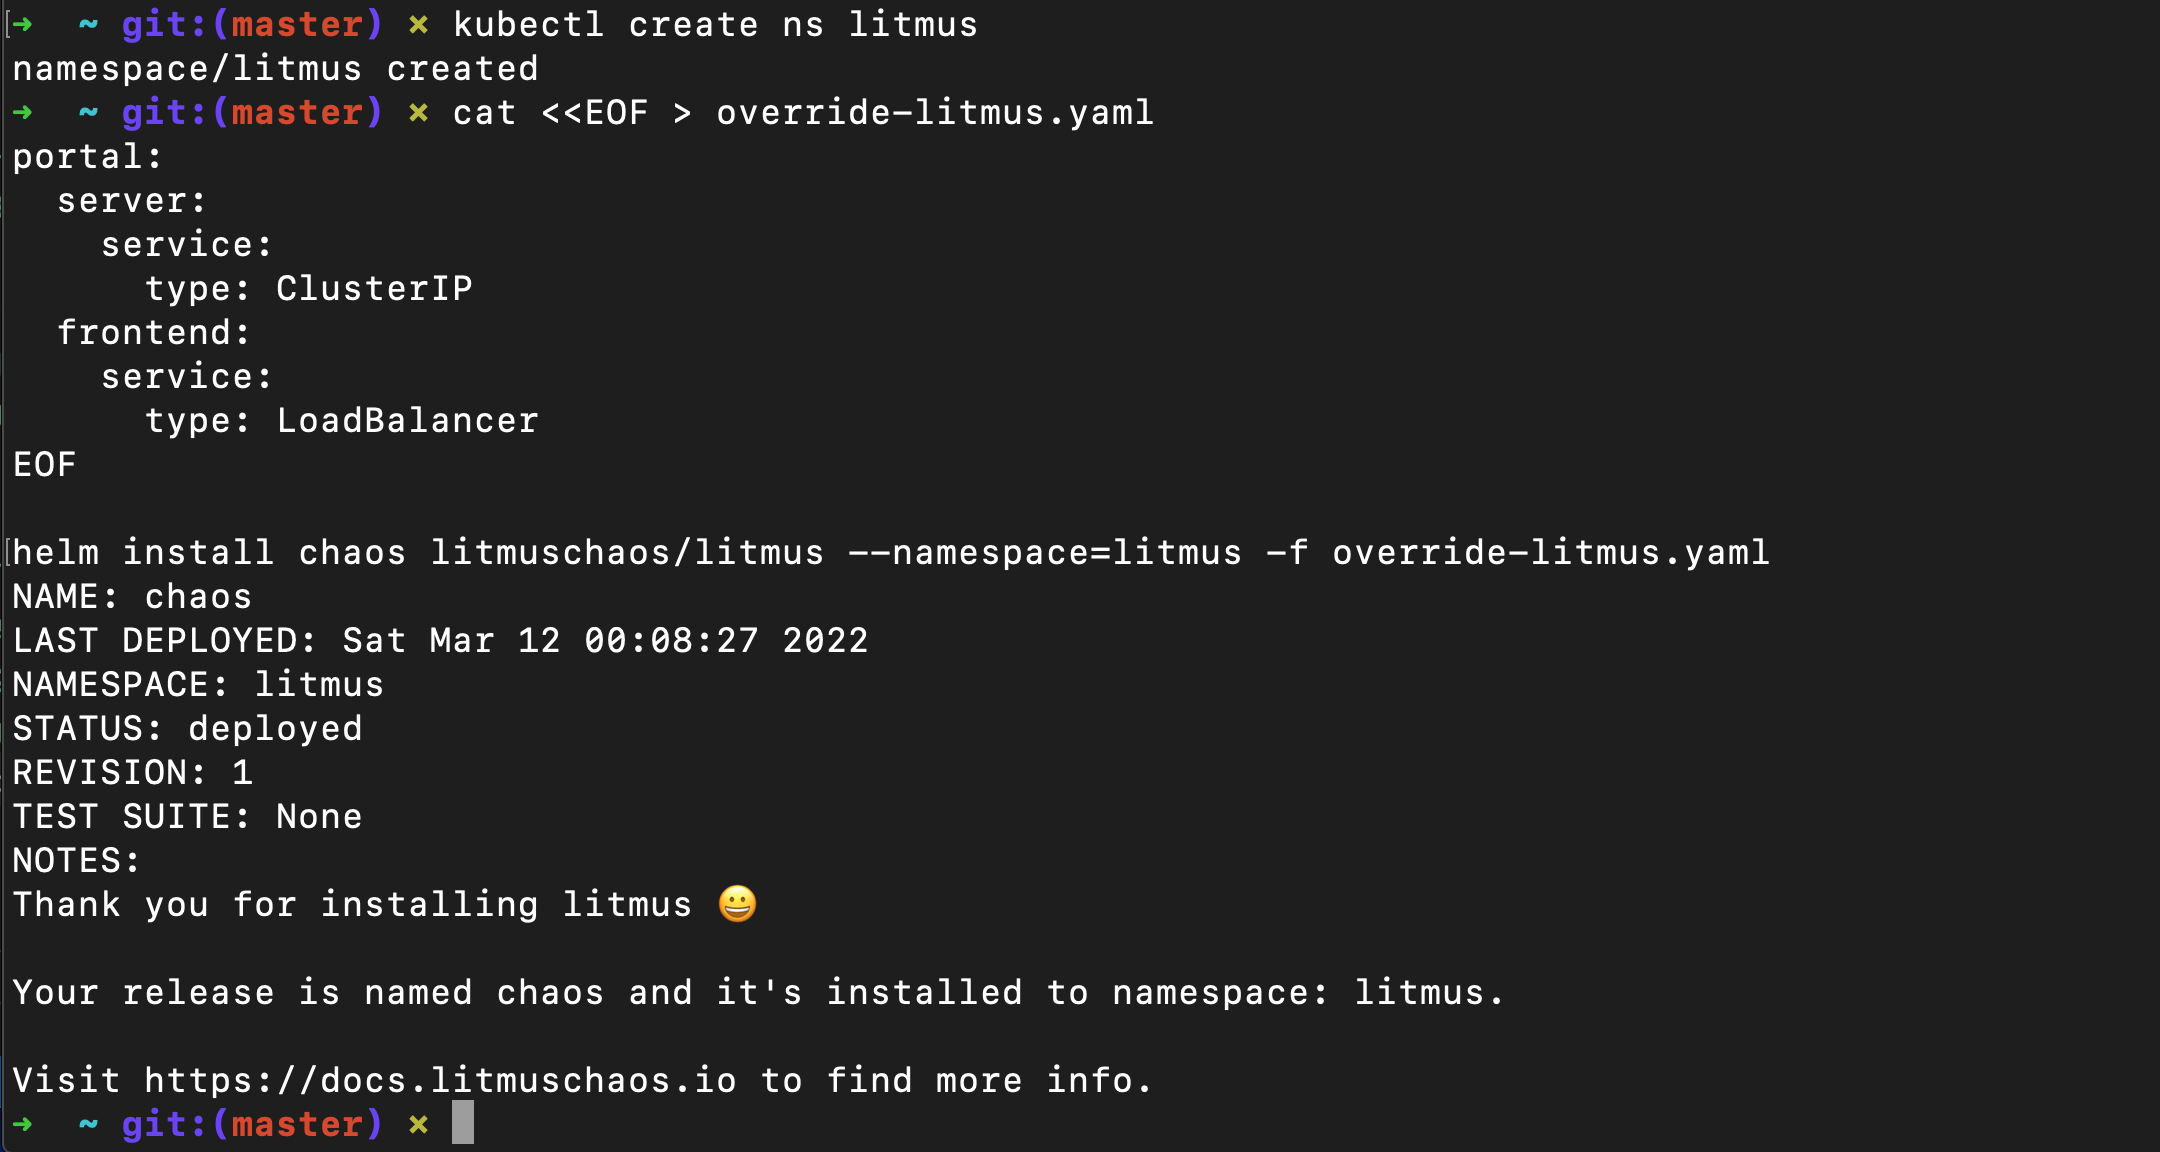 ➜  ~ git:(master) ✗ kubectl create ns litmus
namespace/litmus created
➜  ~ git:(master) ✗ cat <<EOF > override-litmus.yaml
portal:
  server:
    service:
      type: ClusterIP
  frontend:
    service:
      type: LoadBalancer
EOF

helm install chaos litmuschaos/litmus --namespace=litmus -f override-litmus.yaml
NAME: chaos
LAST DEPLOYED: Sat Mar 12 00:08:27 2022
NAMESPACE: litmus
STATUS: deployed
REVISION: 1
TEST SUITE: None
NOTES:
Thank you for installing litmus 😀

Your release is named chaos and it's installed to namespace: litmus.

Visit https://docs.litmuschaos.io to find more info.
➜  ~ git:(master) ✗